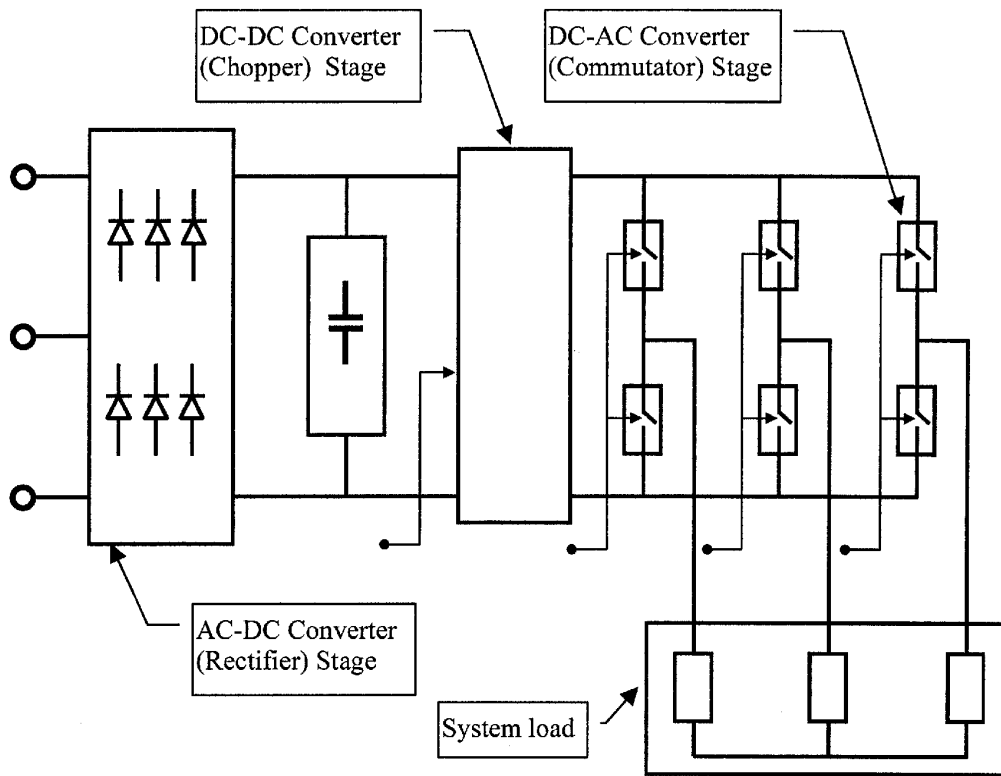 DC-DC Converter
(Chopper) Stage
DC-AC Converter
(Commutator) Stage
AC-DC Converter
(Rectifier) Stage
System load